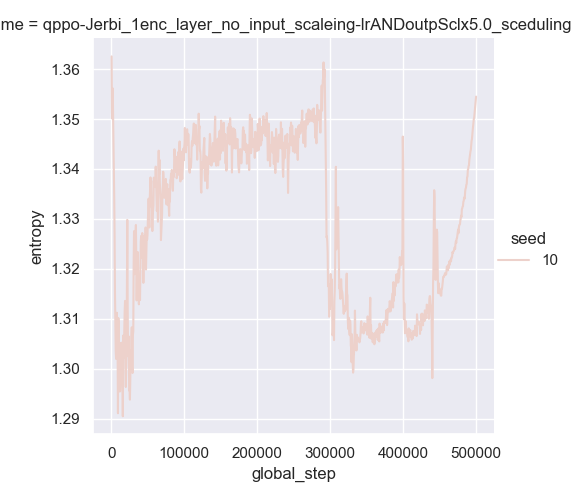 me = qppo-Jerbi_1enc_layer_no_input_scaleing-lrANDoutpSclx5.0_sceduling
1.36
1.35
1.34
1.33
1.32
1.31
1.30
1.29
entropy
0 100000 200000 300000 400000 500000
global_step
seed
10